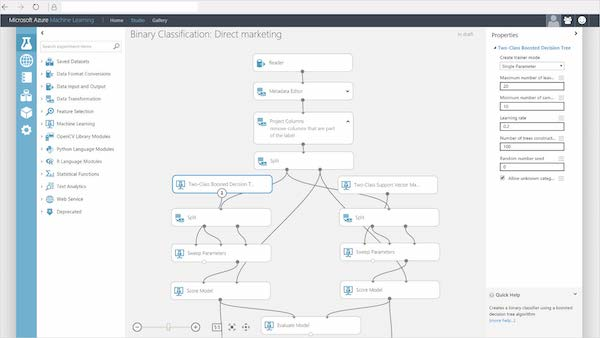 Microsoft Azure Machine Learning
Home
Studio
Gallery
Search experiment items
Saved Datasets
Data Format Conversions
Data Input and Output
Data Transformation
Feature Selection
Machine Learning
OpenCV Library Modules
Python Language Modules
R Language Modules
Statistical Functions
Text Analytics
Web Service
Deprecated
Binary Classification: Direct marketing
In draft
Reader
Metadata Editor
Project Columns
remove columns that are part
of the label
Split
Two-Class Boosted Decision T...
Two-Class Support Vector Ma...
Split
Split
Sweep Parameters
Sweep Parameters
Score Model
Score Model
Evaluate Model
1:1
Properties
Two-Class Boosted Decision Tree
Create trainer mode
Single Parameter
Maximum number of leav...
20
Minimum number of sam...
10
Learning rate
0.2
Number of trees construc...
100
Random number seed
0
Allow unknown categ...
Quick Help
Creates a binary classifier using a boosted
decision tree algorithm
(more help...)